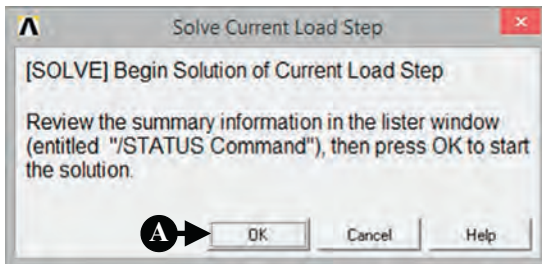 Solve Current Load Step
[SOLVE] Begin Solution of Current Load Step
Review the summary information in the lister window
(entitled "/STATUS Command"), then press OK to start
the solution.
A OK Cancel Help